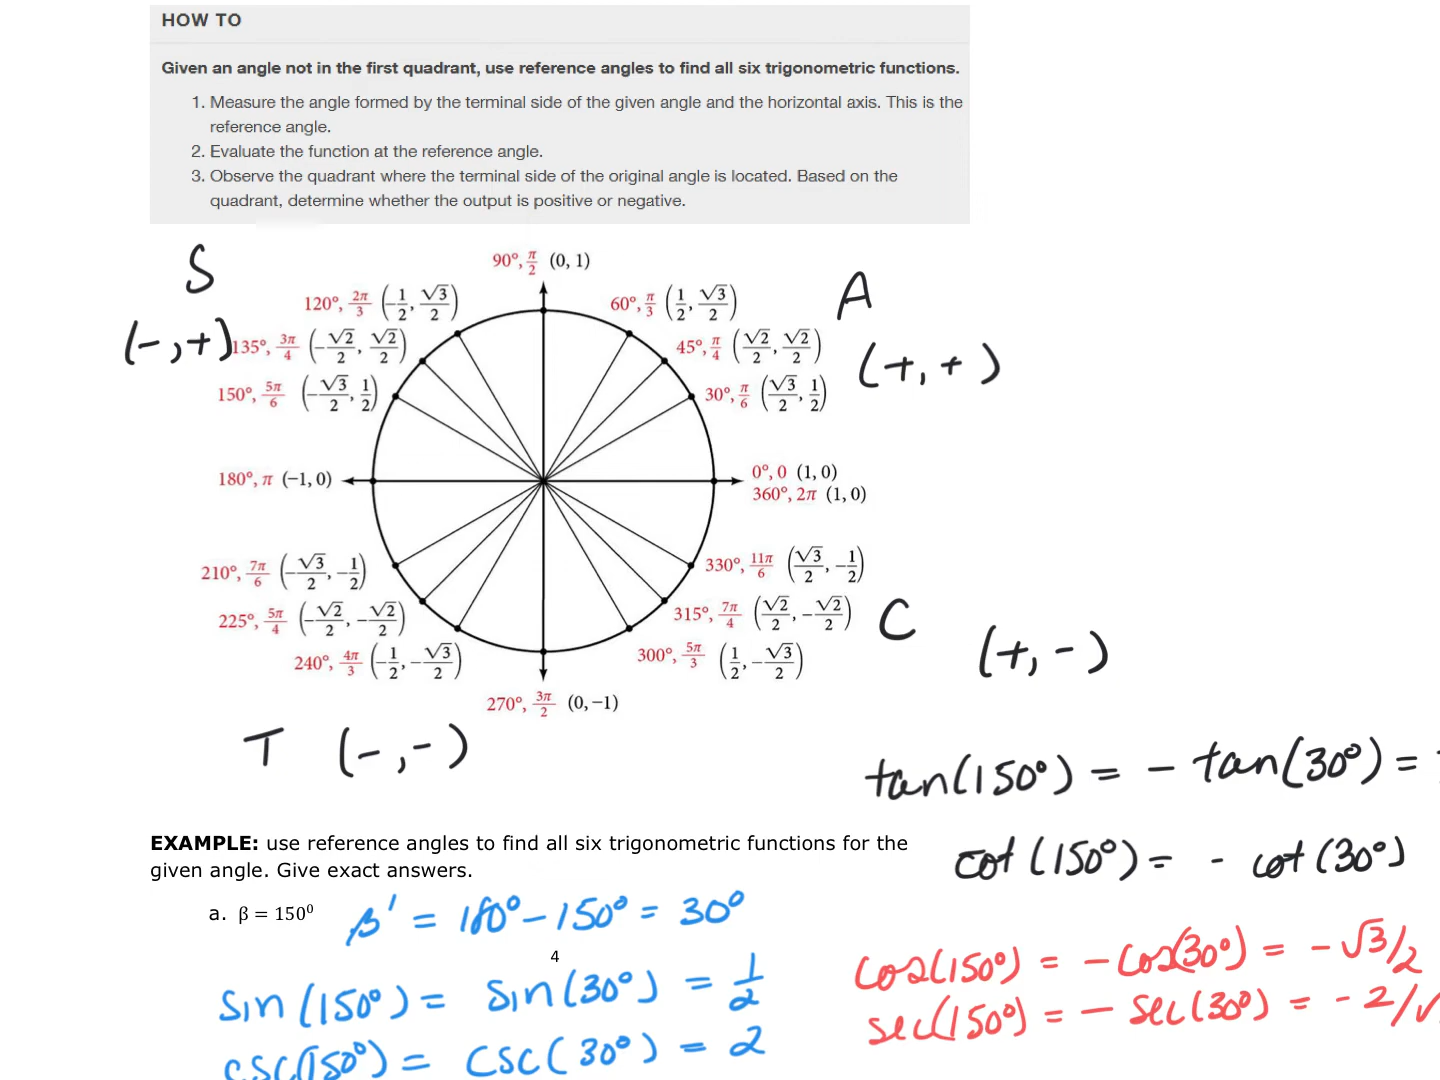 HOW TO
Given an angle not in the first quadrant, use reference angles to find all six trigonometric functions.
1. Measure the angle formed by the terminal side of the given angle and the horizontal axis. This is the
reference angle.
2. Evaluate the function at the reference angle.
3. Observe the quadrant where the terminal side of the original angle is located. Based on the
quadrant, determine whether the output is positive or negative.
S
(-,+)
A
(+,+)
90°, π/2 (0, 1)
120°, 2π/3 (-1/2, √3/2)
60°, π/3 (1/2, √3/2)
135°, 3π/4 (-√2/2, √2/2)
45°, π/4 (√2/2, √2/2)
150°, 5π/6 (-√3/2, 1/2)
30°, π/6 (√3/2, 1/2)
180°, π (-1, 0)
0°, 0 (1, 0)
360°, 2π (1, 0)
210°, 7π/6 (-√3/2, -1/2)
330°, 11π/6 (√3/2, -1/2)
225°, 5π/4 (-√2/2, -√2/2)
315°, 7π/4 (√2/2, -√2/2)
240°, 4π/3 (-1/2, -√3/2)
300°, 5π/3 (1/2, -√3/2)
270°, 3π/2 (0, -1)
C
(+,-)
T (-,-)
tan(150°) = - tan(30°) =
cot(150°) = - cot(30°)
EXAMPLE: use reference angles to find all six trigonometric functions for the
given angle. Give exact answers.
a. β = 150⁰
β' = 180° - 150° = 30°
4
sin(150°) = sin(30°) = 1/2
csc(150°) = csc(30°) = 2
cos(150°) = -cos(30°) = -√3/2
sec(150°) = - sec(30°) = -2/√